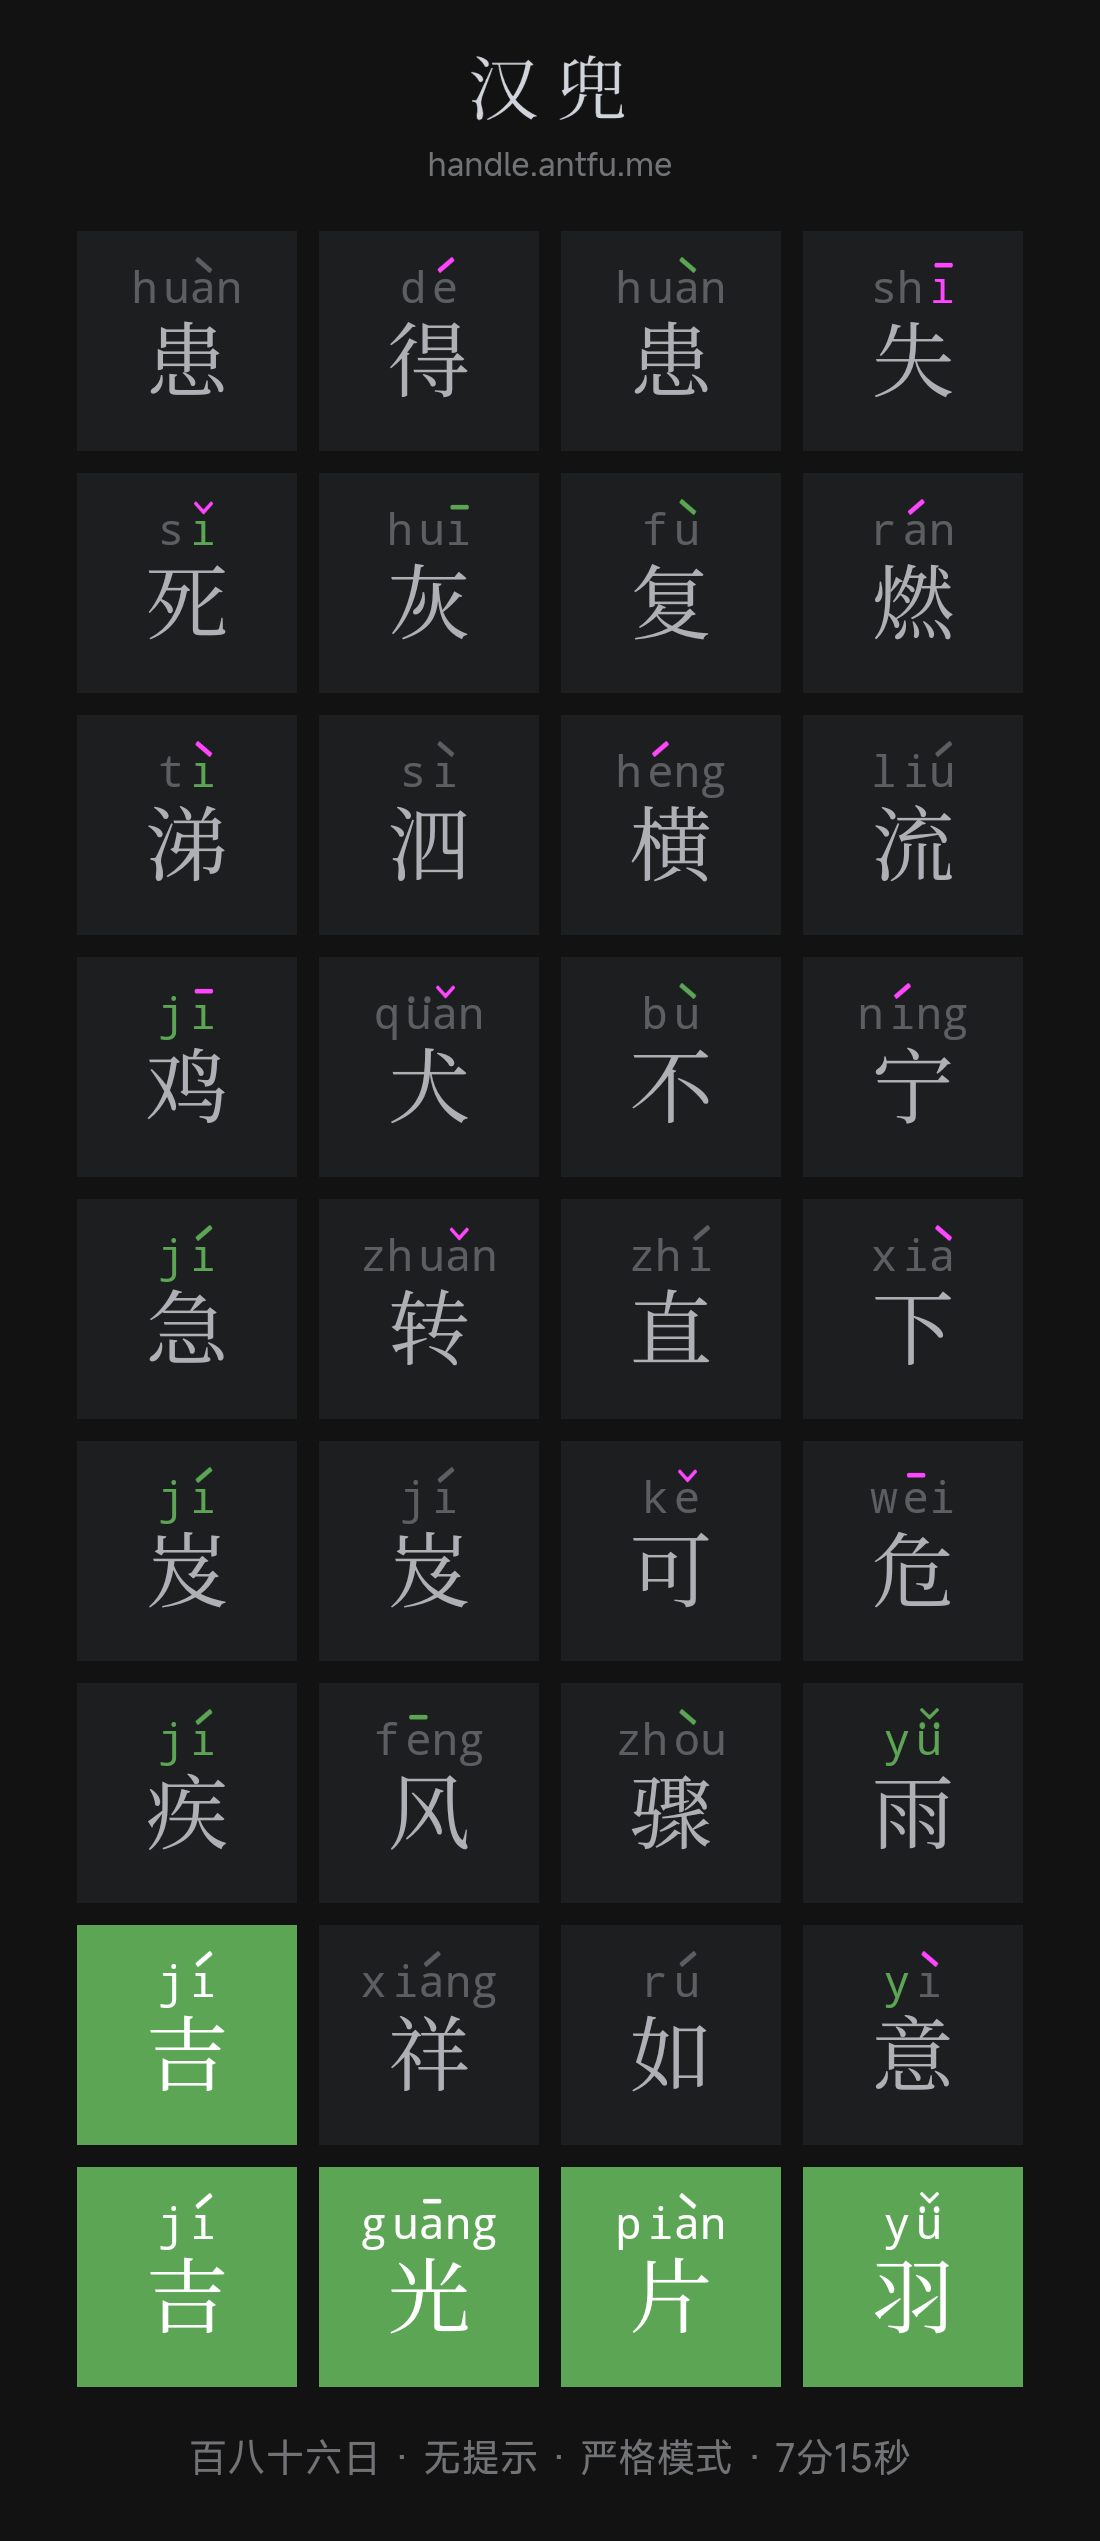 汉兜
handle.antfu.me
huàn dé huàn shī
患 得 患 失
sǐ huī fù rán
死 灰 复 燃
tì sì héng liú
涕 泗 横 流
jī qüǎn bù níng
鸡 犬 不 宁
jí zhuǎn zhí xià
急 转 直 下
jí jí kě wēi
岌 岌 可 危
jí fēng zhòu yǚ
疾 风 骤 雨
jí xiáng rú yì
吉 祥 如 意
jí guāng piàn yǚ
吉 光 片 羽
百八十六日 · 无提示 · 严格模式 · 7分15秒